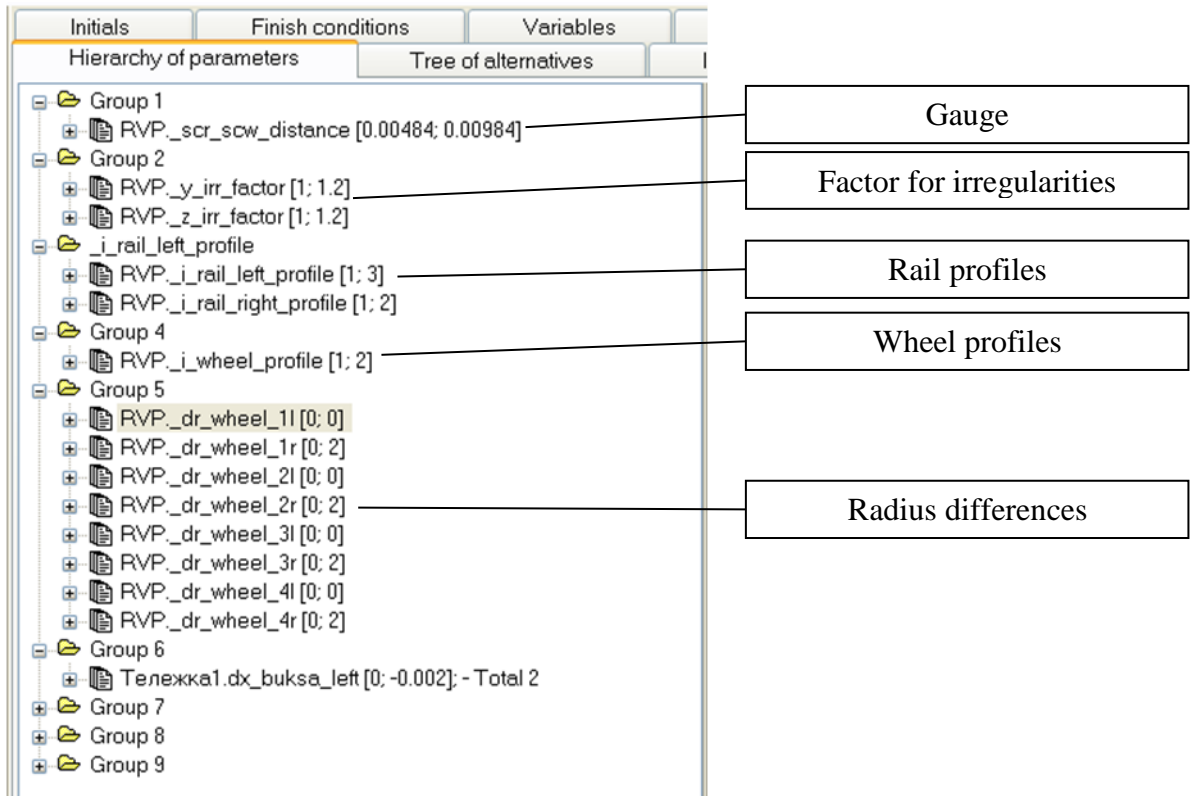 Initials
Finish conditions
Variables
Hierarchy of parameters
Tree of alternatives
Group 1
RVP._scr_scw_distance [0.00484; 0.00984]
Group 2
RVP._y_irr_factor [1; 1.2]
RVP._z_irr_factor [1; 1.2]
_i_rail_left_profile
RVP._i_rail_left_profile [1; 3]
RVP._i_rail_right_profile [1; 2]
Group 4
RVP._i_wheel_profile [1; 2]
Group 5
RVP._dr_wheel_1l [0; 0]
RVP._dr_wheel_1r [0; 2]
RVP._dr_wheel_2l [0; 0]
RVP._dr_wheel_2r [0; 2]
RVP._dr_wheel_3l [0; 0]
RVP._dr_wheel_3r [0; 2]
RVP._dr_wheel_4l [0; 0]
RVP._dr_wheel_4r [0; 2]
Group 6
Тележка1.dx_buksa_left [0; -0.002]; - Total 2
Group 7
Group 8
Group 9
Gauge
Factor for irregularities
Rail profiles
Wheel profiles
Radius differences